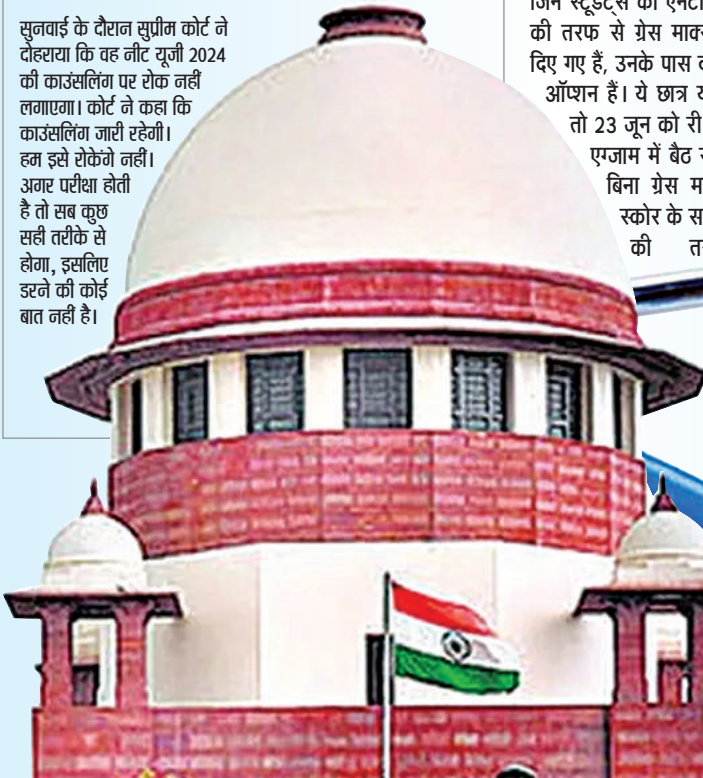 सुनवाई के दौरान सुप्रीम कोर्ट ने
दोहराया कि वह नीट यूजी 2024
की काउंसलिंग पर रोक नहीं
लगाएगा। कोर्ट ने कहा कि
काउंसलिंग जारी रहेगी।
हम इसे रोकेंगे नहीं।
अगर परीक्षा होती
है तो सब कुछ
सही तरीके से
होगा, इसलिए
डरने की कोई
बात नहीं है।
जिन स्टूडेंट्स को
की तरफ से ग्रेस
दिए गए हैं, उनके पास
ऑप्शन हैं। ये छात्र
तो 23 जून को
एग्जाम में बैठ
बिना ग्रेस
स्कोर के
की